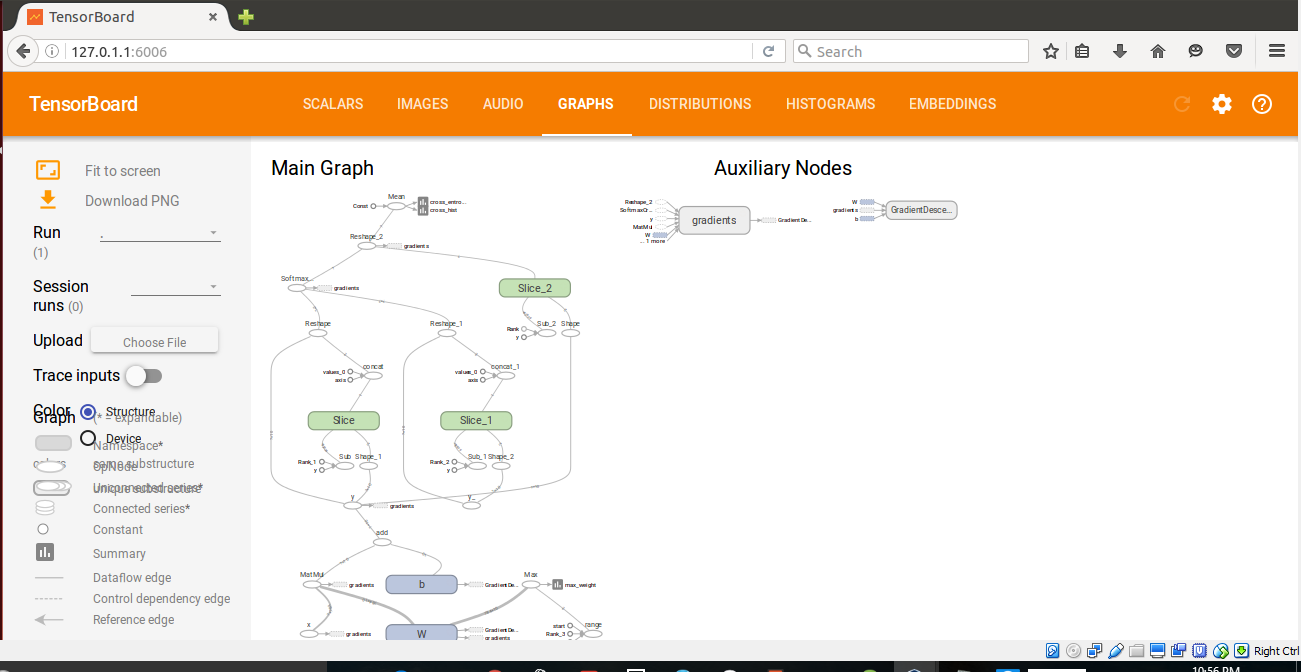 TensorBoard
127.0.1.1:6006
Search
TensorBoard SCALARS IMAGES AUDIO GRAPHS DISTRIBUTIONS HISTOGRAMS EMBEDDINGS
Fit to screen
Download PNG
Run
(1)
.
Session
runs (0)
Upload Choose File
Trace inputs
Color Structure
Device
Graph (* = expandable)
Namespace*
OpNode
colors same substructure
unique substructure
Unconnected series*
Connected series*
Constant
Summary
Dataflow edge
Control dependency edge
Reference edge
Main Graph
Mean
Const
cross_entro...
cross_hist
Reshape_2
gradients
Softmax...
gradients
Slice_2
Reshape
Reshape_1
Rank
y
Sub_2 Shape
values_0
axis
concat
values_0
axis
concat_1
Slice
Slice_1
Rank_1
y
Sub Shape_1
Rank_2
y
Sub_1 Shape_2
y
gradients
y_
add
MatMul
gradients
b
GradientDe...
Max
max_weight
x
gradients
W
GradientDe...
gradients
start
Rank_3
range
Auxiliary Nodes
Reshape_2
SoftmaxCr...
y
MatMul
W
... 1 more
gradients
GradientDe...
W
gradients
b
GradientDesce...
Right Ctrl
10:56 PM